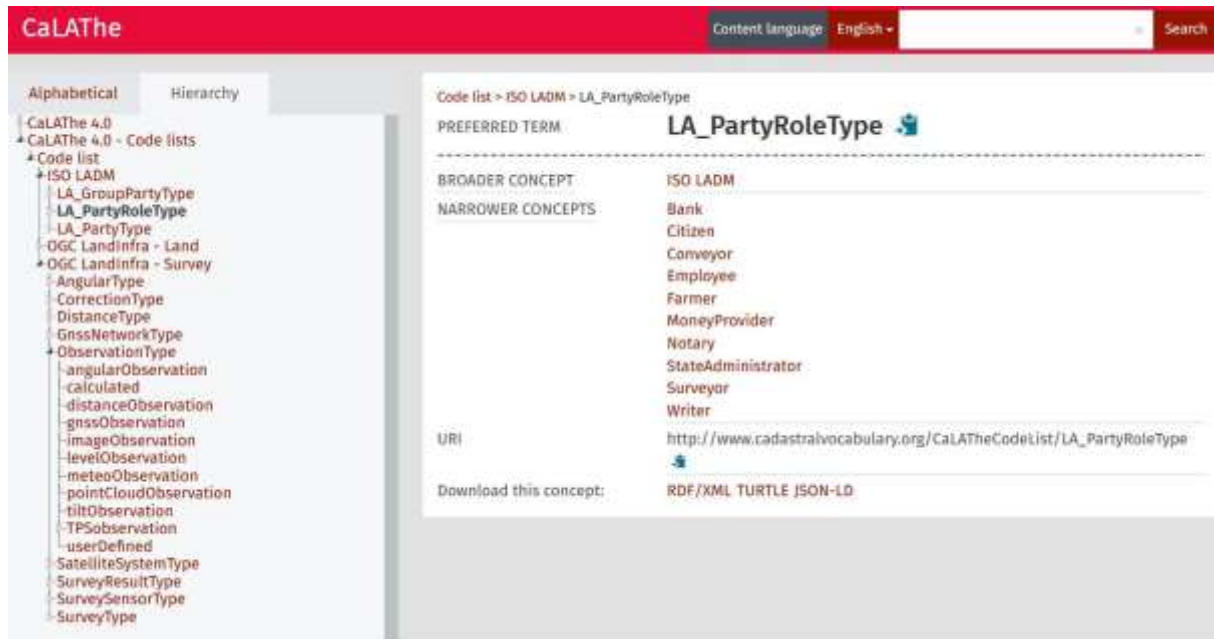 CaLAThe
Content language English
Search
Alphabetical Hierarchy
CaLAThe 4.0
CaLAThe 4.0 - Code lists
Code list
ISO LADM
LA_GroupPartyType
LA_PartyRoleType
LA_PartyType
OGC LandInfra - Land
OGC LandInfra - Survey
AngularType
CorrectionType
DistanceType
GnssNetworkType
ObservationType
angularObservation
calculated
distanceObservation
gnssObservation
imageObservation
levelObservation
meteoObservation
pointCloudObservation
tiltObservation
TPSobservation
userDefined
SatelliteSystemType
SurveyResultType
SurveySensorType
SurveyType
Code list > ISO LADM > LA_PartyRoleType
PREFERRED TERM LA_PartyRoleType
BROADER CONCEPT ISO LADM
NARROWER CONCEPTS Bank
Citizen
Conveyor
Employee
Farmer
MoneyProvider
Notary
StateAdministrator
Surveyor
Writer
URI http://www.cadastralvocabulary.org/CaLATheCodeList/LA_PartyRoleType
Download this concept: RDF/XML TURTLE JSON-LD